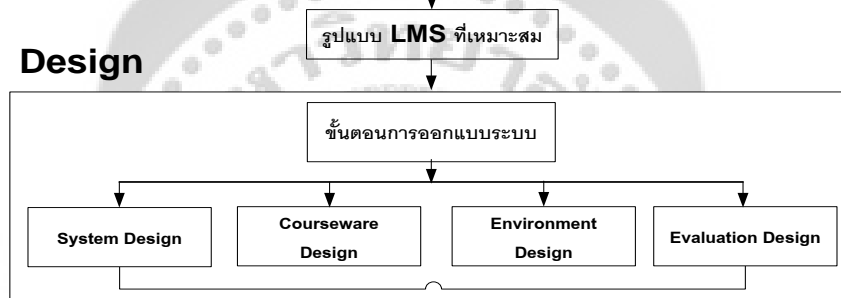 รูปแบบ LMS ที่เหมาะสม
Design
ขั้นตอนการออกแบบระบบ
System Design
Courseware
Design
Environment
Design
Evaluation Design